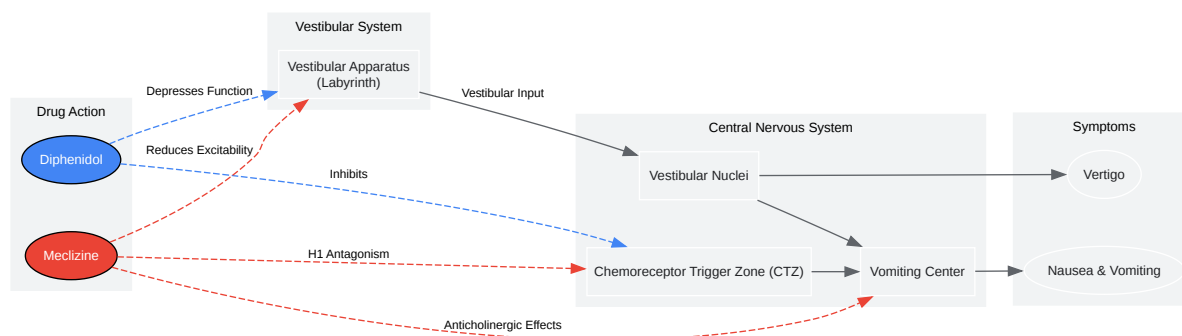 Vestibular System
Vestibular Apparatus
(Labyrinth)
Depresses Function
Vestibular Input
Drug Action
Central Nervous System
Symptoms
Diphenidol
Reduces Excitability
Inhibits
Vestibular Nuclei
Vertigo
Meclizine
H1 Antagonism
Chemoreceptor Trigger Zone (CTZ)
Vomiting Center
Nausea & Vomiting
Anticholinergic Effects